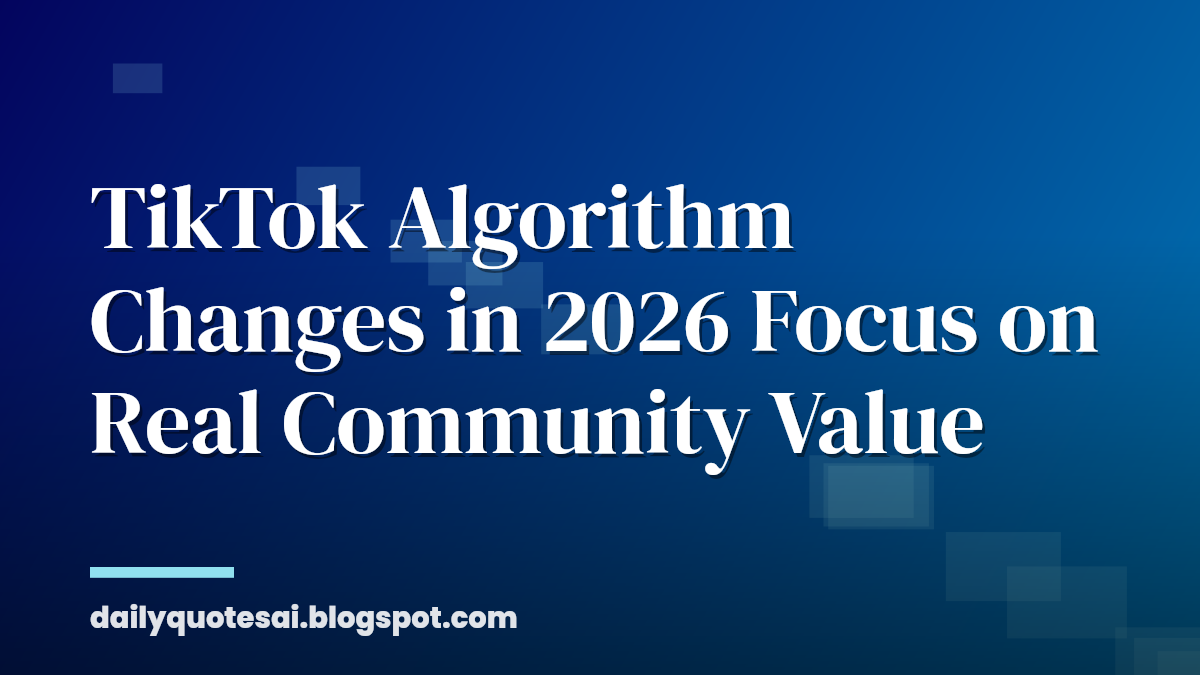 TikTok Algorithm
Changes in 2026 Focus on
Real Community Value
dailyquotesai.blogspot.com